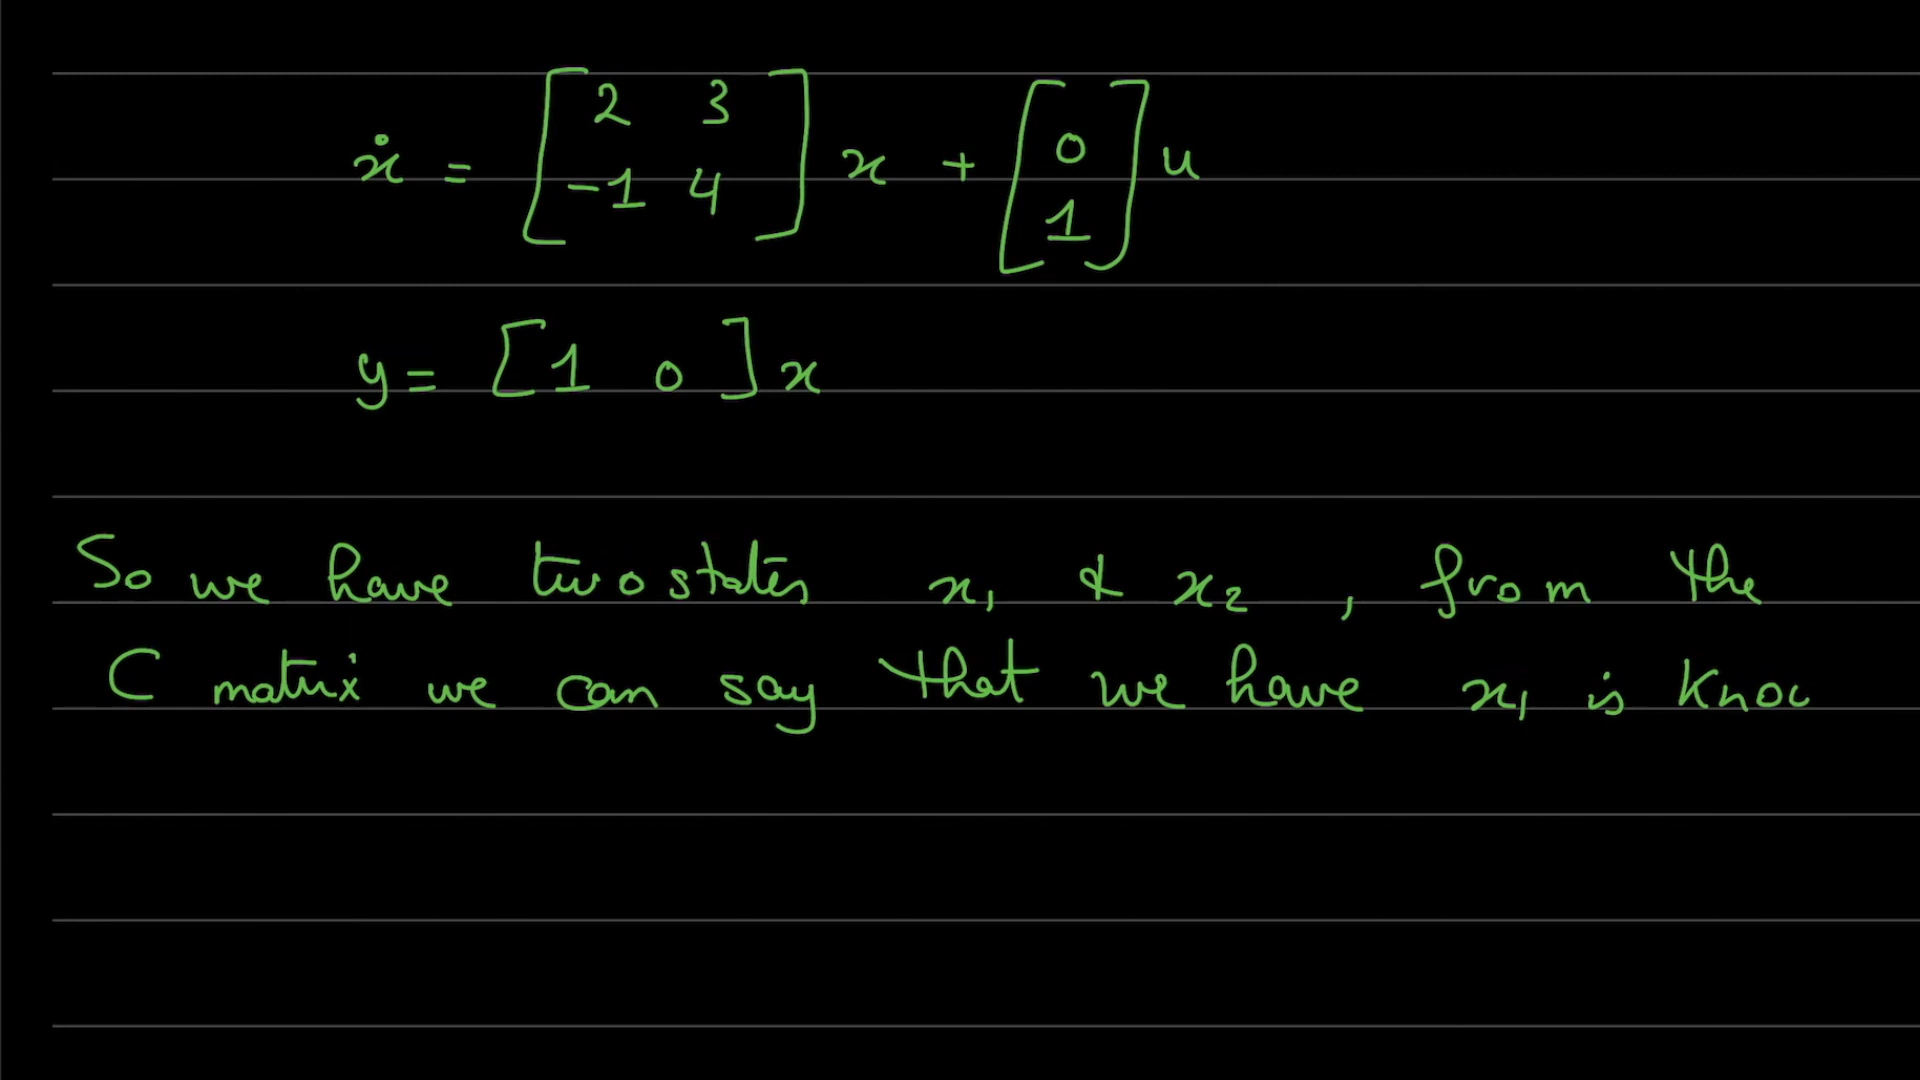 ẋ = [2 3; -1 4] x + [0; 1] u
y = [1 0] x
So we have two states x₁ & x₂, from the
C matrix we can say that we have x₁ is Knoc